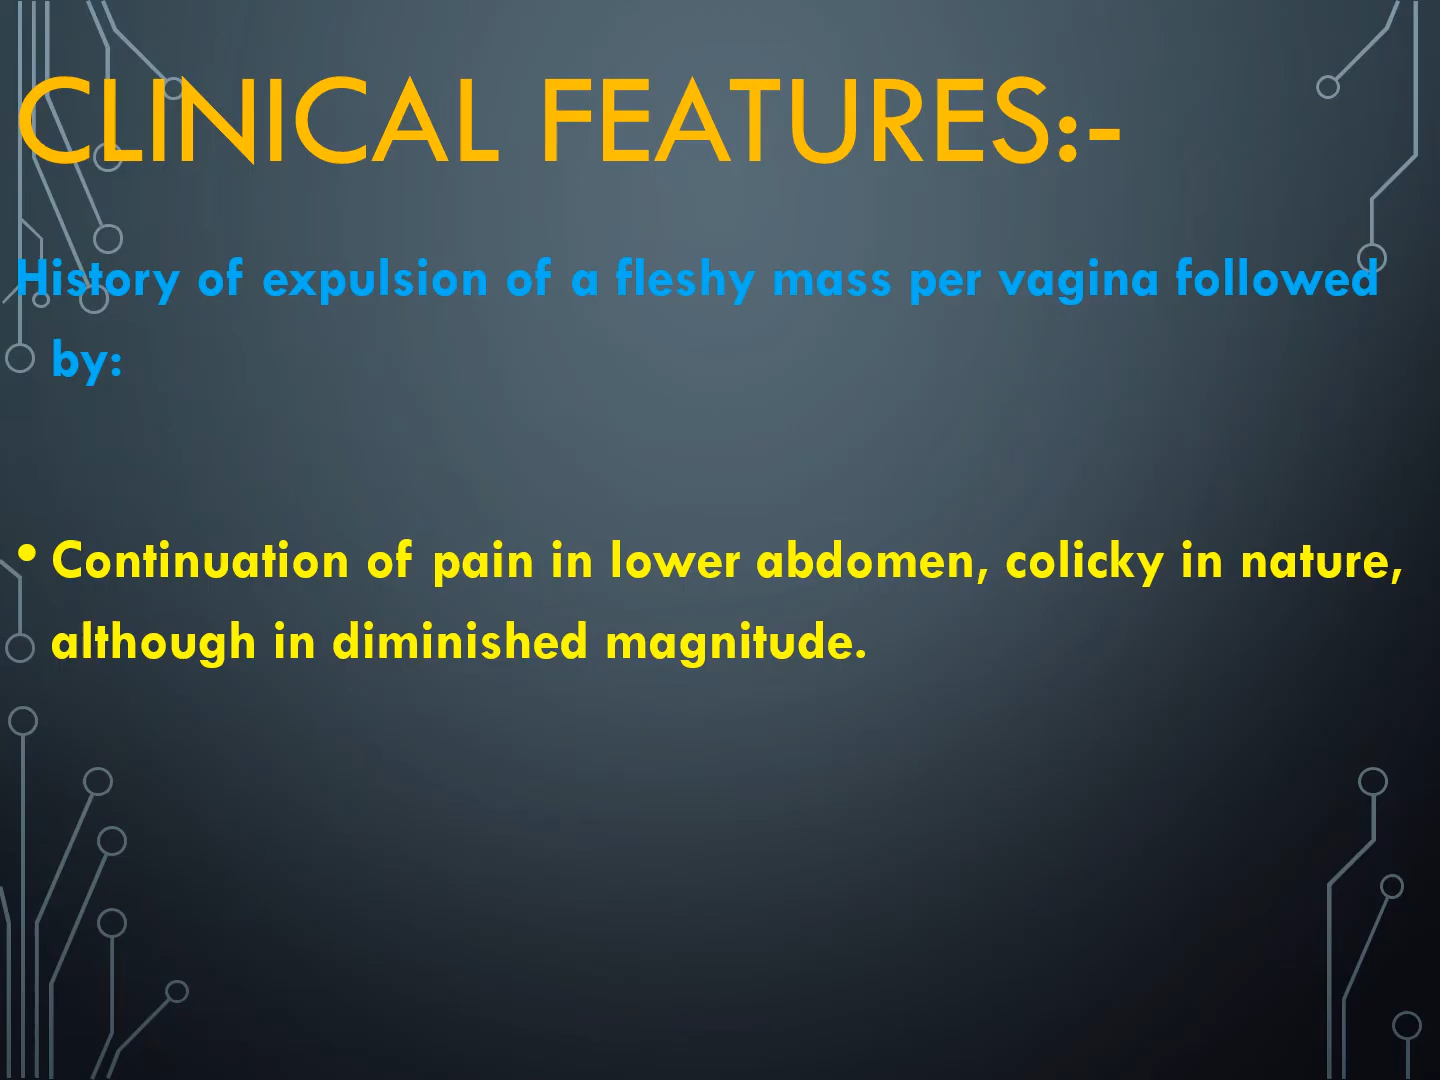 CLINICAL FEATURES:-
History of expulsion of a fleshy mass per vagina followed
by:
• Continuation of pain in lower abdomen, colicky in nature,
although in diminished magnitude.